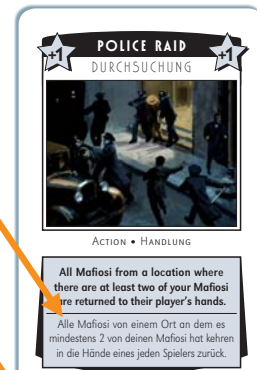 +1 POLICE RAID +1
DURCHSUCHUNG
ACTION • HANDLUNG
All Mafiosi from a location where
there are at least two of your Mafiosi
are returned to their player's hands.
Alle Mafiosi von einem Ort an dem es
mindestens 2 von deinen Mafiosi hat kehren
in die Hände eines jeden Spielers zurück.